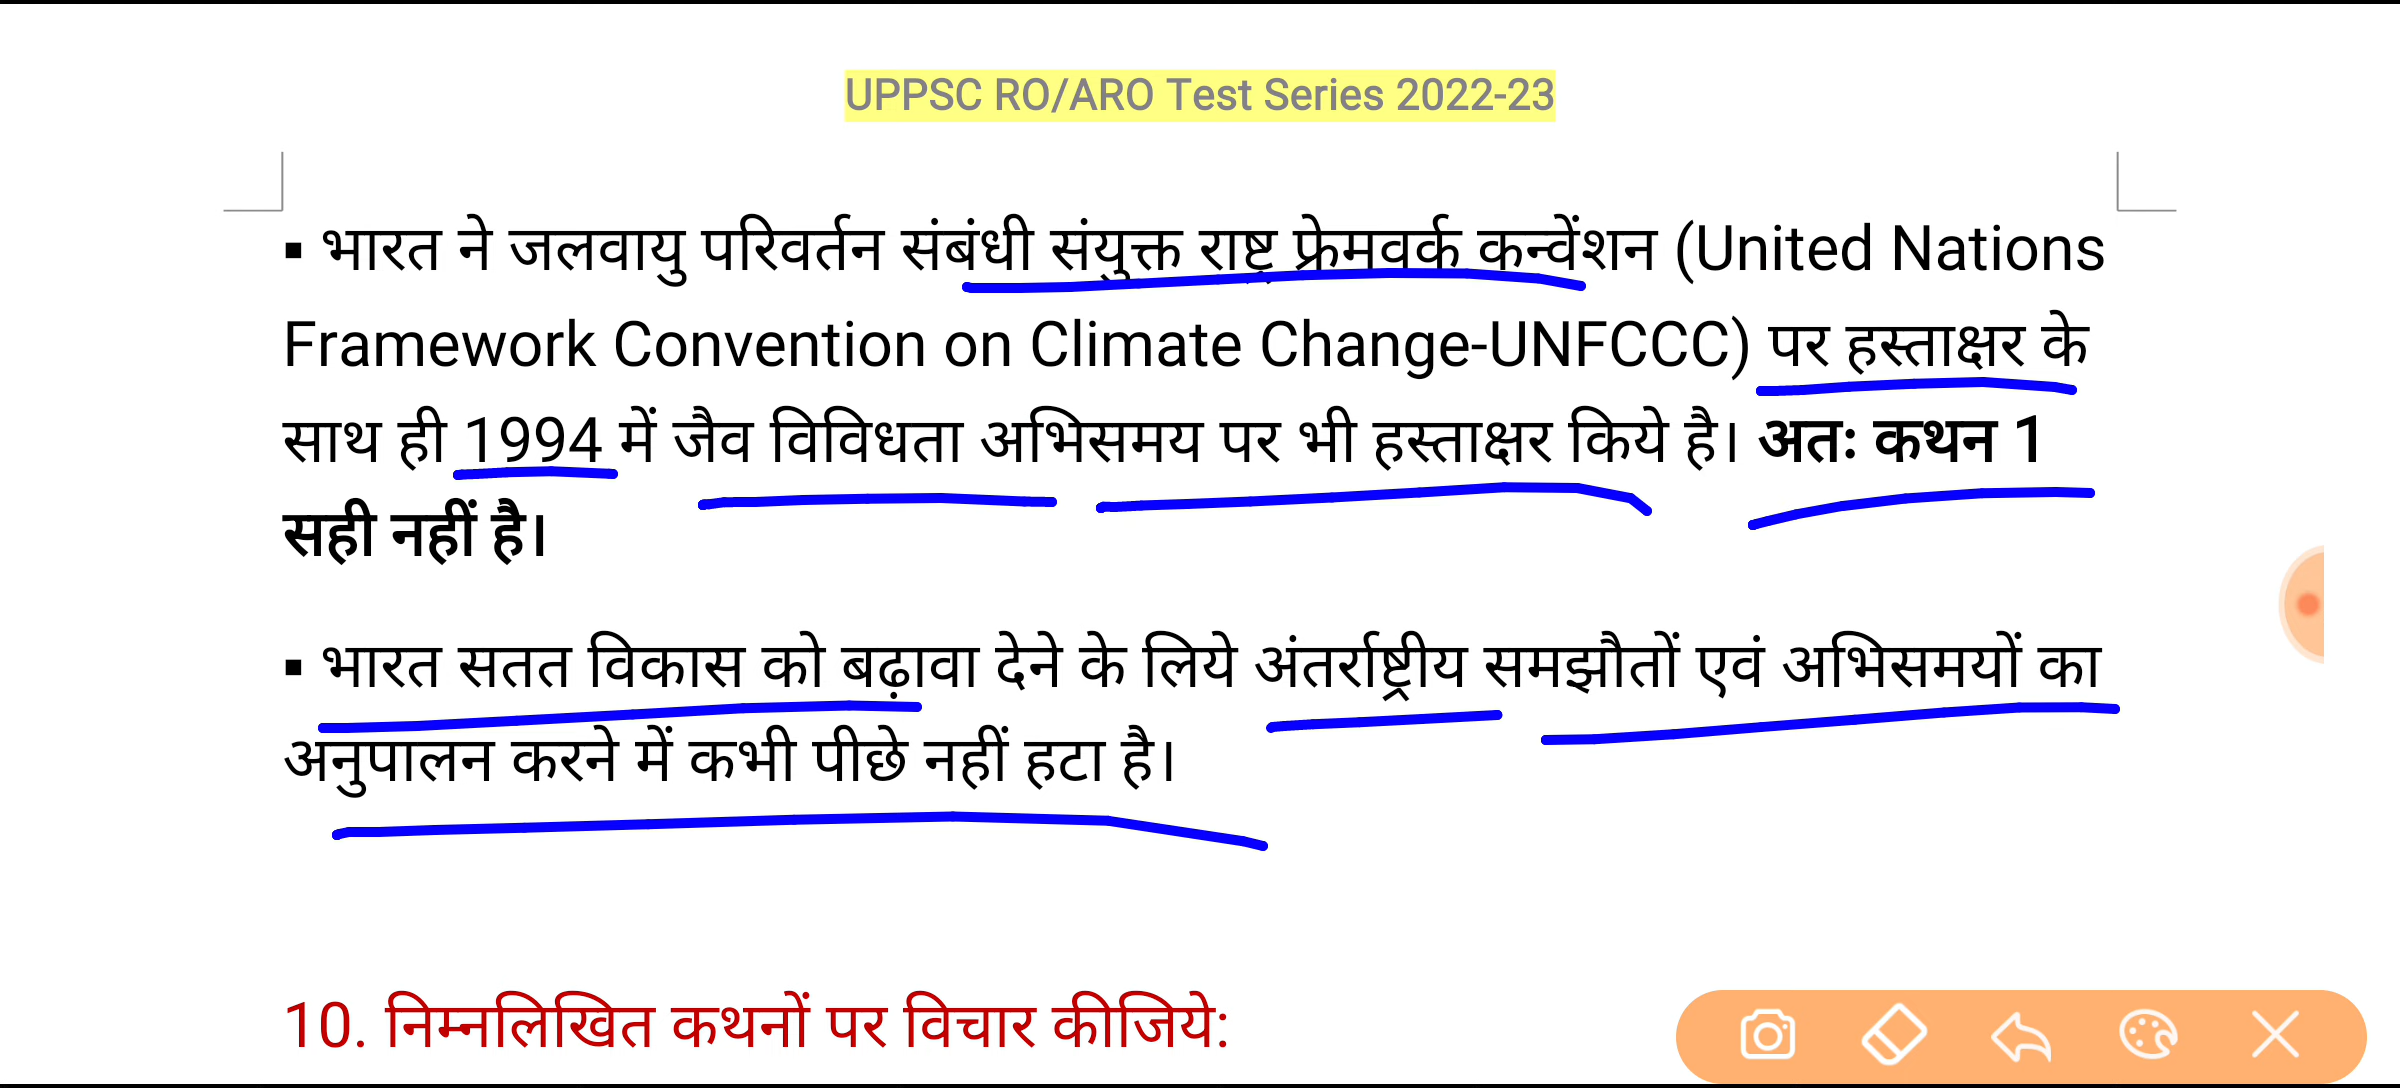 UPPSC RO/ARO Test Series 2022-23
▪ भारत ने जलवायु परिवर्तन संबंधी संयुक्त राष्ट्र फ्रेमवर्क कन्वेंशन (United Nations
Framework Convention on Climate Change-UNFCCC) पर हस्ताक्षर के
साथ ही 1994 में जैव विविधता अभिसमय पर भी हस्ताक्षर किये है। अतः कथन 1
सही नहीं है।
▪ भारत सतत विकास को बढ़ावा देने के लिये अंतर्राष्ट्रीय समझौतों एवं अभिसमयों का
अनुपालन करने में कभी पीछे नहीं हटा है।
10. निम्नलिखित कथनों पर विचार कीजिये: